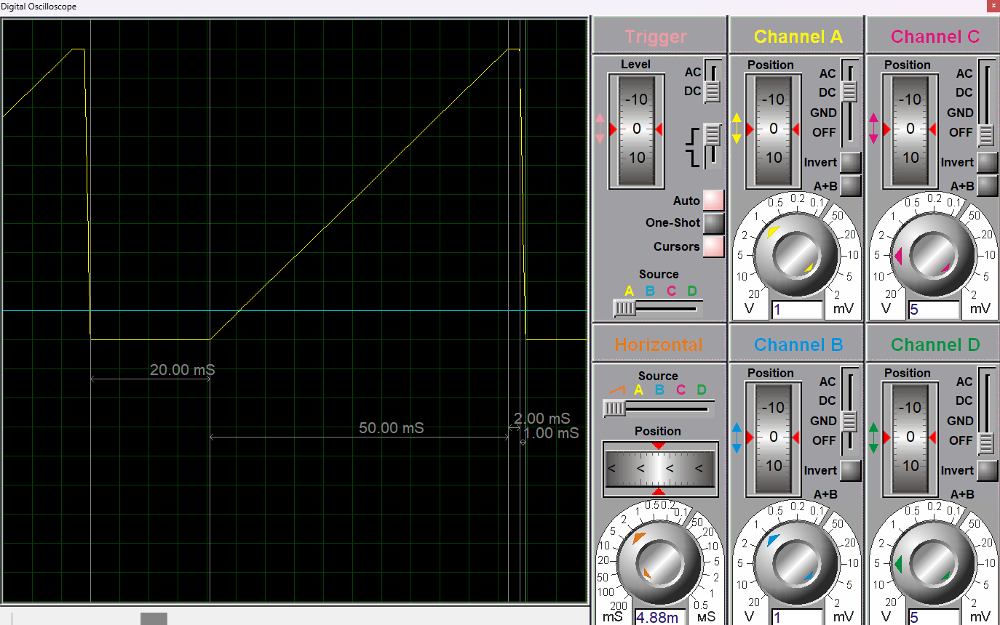 Digital Oscilloscope
x
20.00 mS
50.00 mS
2.00 mS
1.00 mS
Trigger
Level
AC
DC
-10
0
10
Auto
One-Shot
Cursors
Source
A B C D
Channel A
Position
AC
DC
GND
OFF
-10
0
10
Invert
A+B
20 10 5 2 1 0.5 0.2 0.1 50 20 10 5 2
V 1 mV
Channel C
Position
AC
DC
GND
OFF
-10
0
10
Invert
A+B
20 10 5 2 1 0.5 0.2 0.1 50 20 10 5 2
V 5 mV
Horizontal
Source
A B C D
Position
< < < <
200 100 50 20 10 5 2 1 0.5 0.2 0.1 50 20 10 5 2 1 0.5
mS 4.88m мS
Channel B
Position
AC
DC
GND
OFF
-10
0
10
Invert
A+B
20 10 5 2 1 0.5 0.2 0.1 50 20 10 5 2
V 1 mV
Channel D
Position
AC
DC
GND
OFF
-10
0
10
Invert
A+B
20 10 5 2 1 0.5 0.2 0.1 50 20 10 5 2
V 5 mV